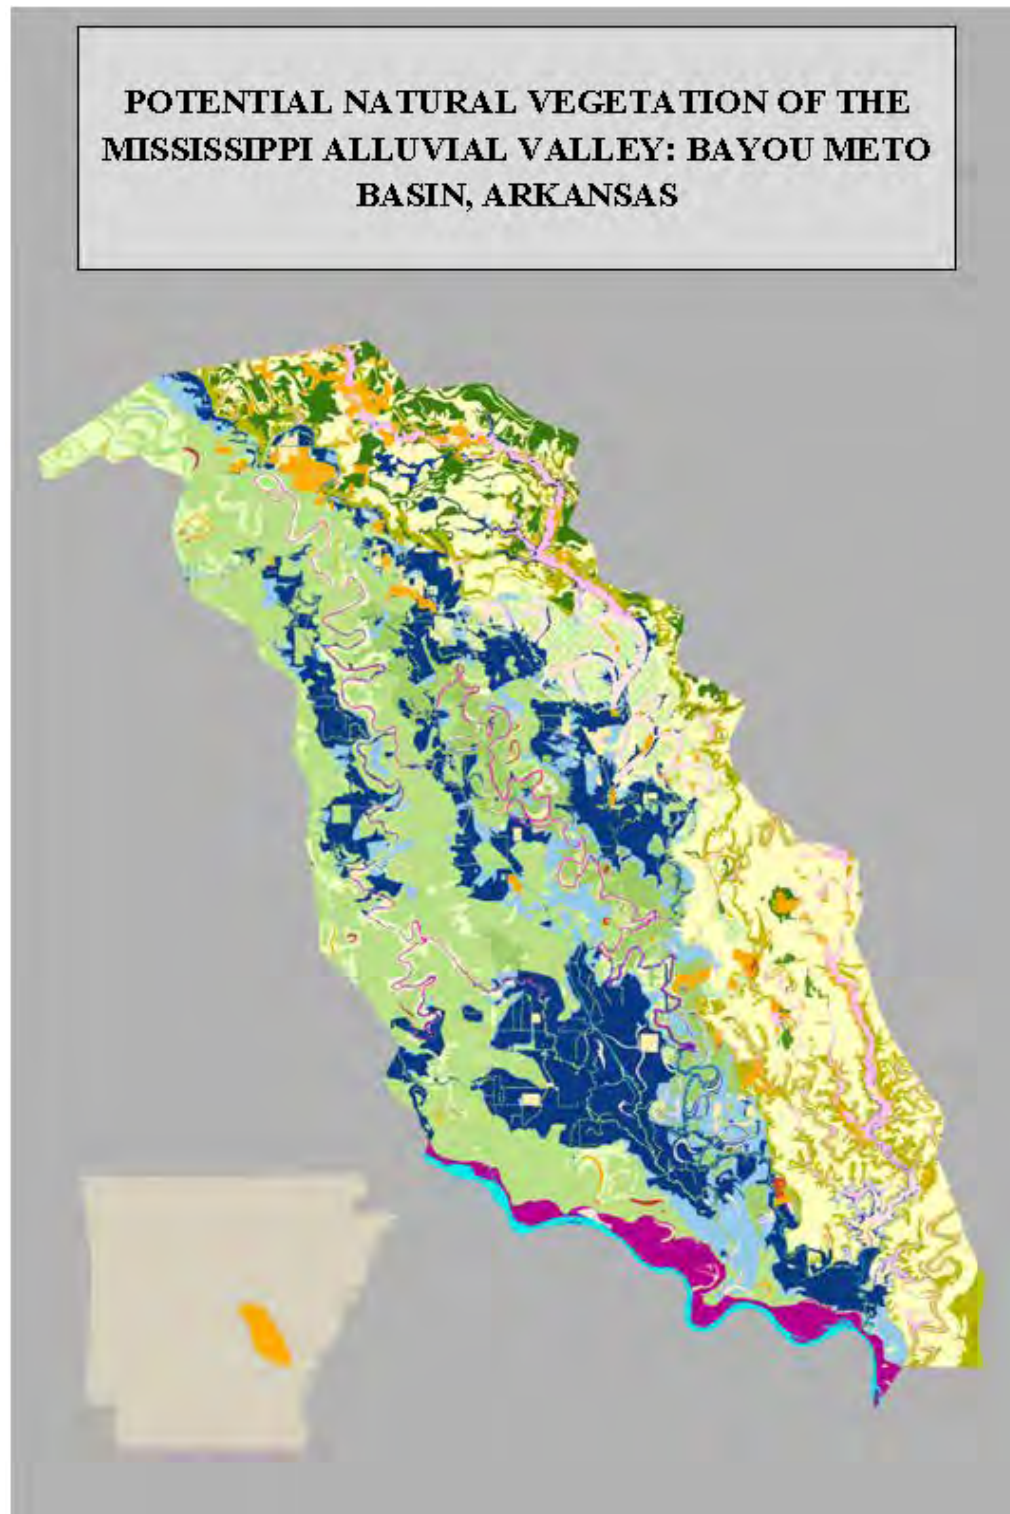 POTENTIAL NATURAL VEGETATION OF THE
MISSISSIPPI ALLUVIAL VALLEY: BAYOU METO
BASIN, ARKANSAS